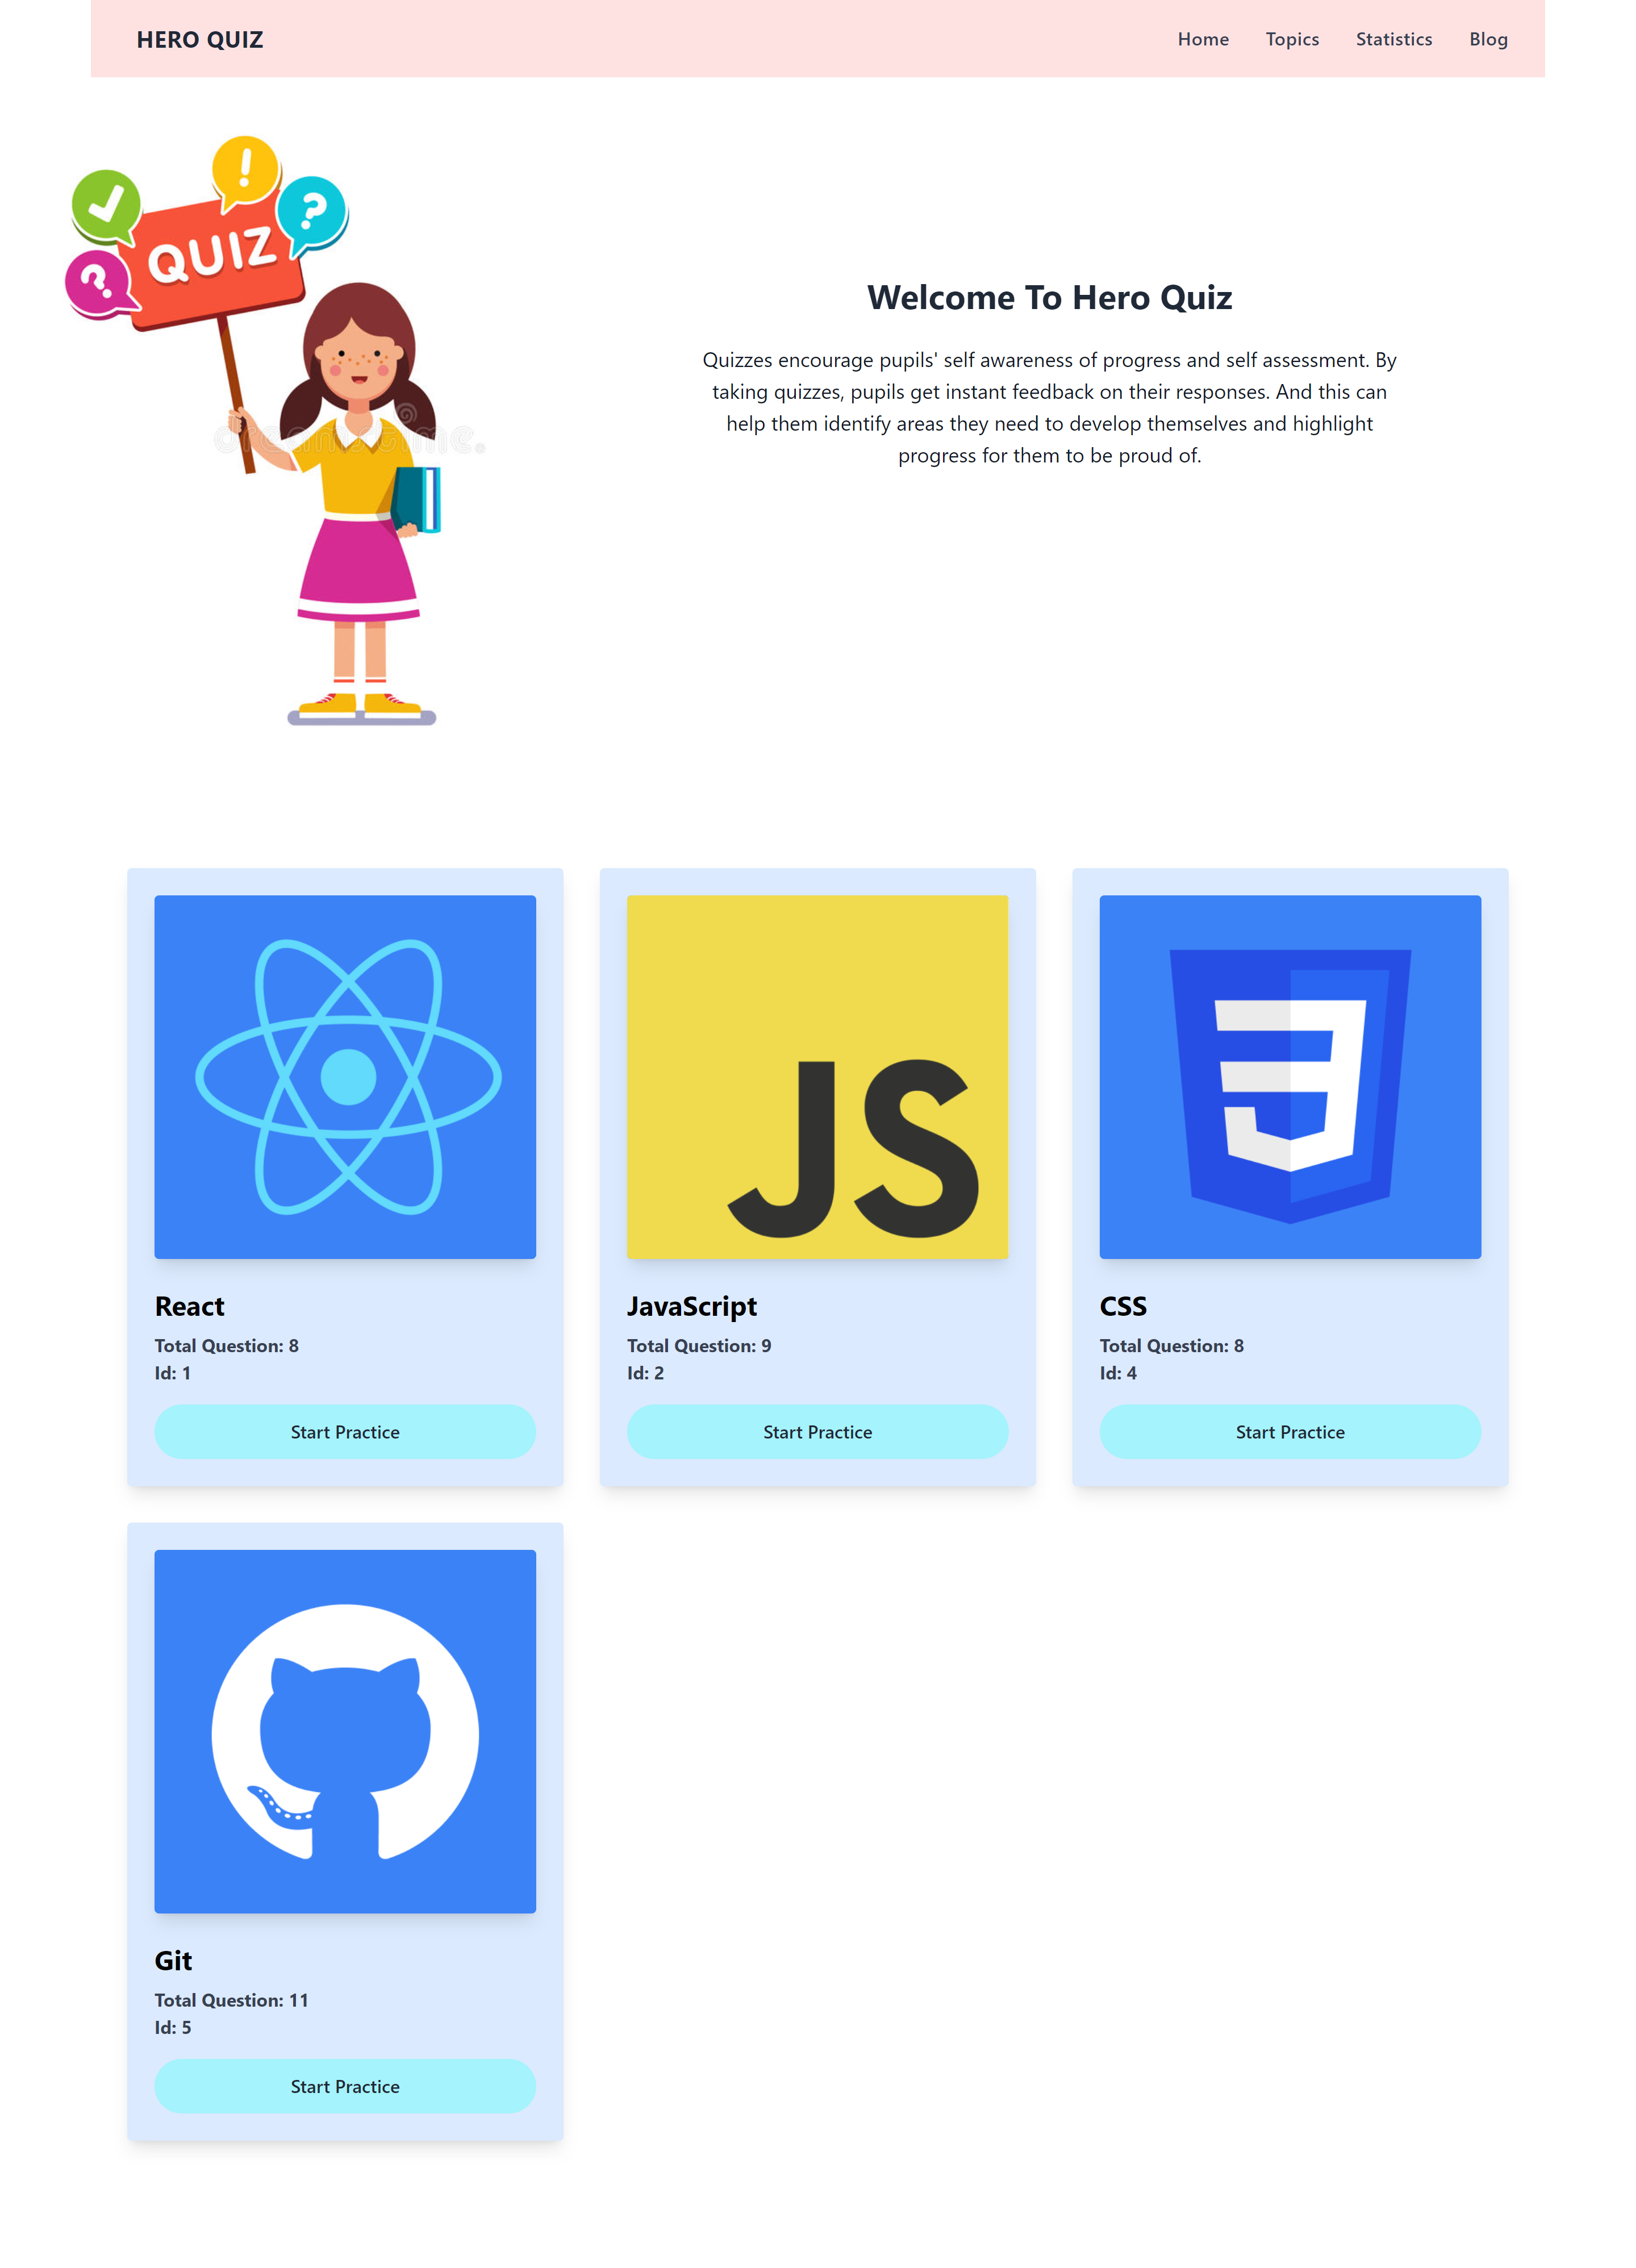 HERO QUIZ
Home
Topics
Statistics
Blog
QUIZ
dreamstime.
Welcome To Hero Quiz
Quizzes encourage pupils' self awareness of progress and self assessment. By
taking quizzes, pupils get instant feedback on their responses. And this can
help them identify areas they need to develop themselves and highlight
progress for them to be proud of.
JS
React
Total Question: 8
Id: 1
Start Practice
JavaScript
Total Question: 9
Id: 2
Start Practice
CSS
Total Question: 8
Id: 4
Start Practice
Git
Total Question: 11
Id: 5
Start Practice